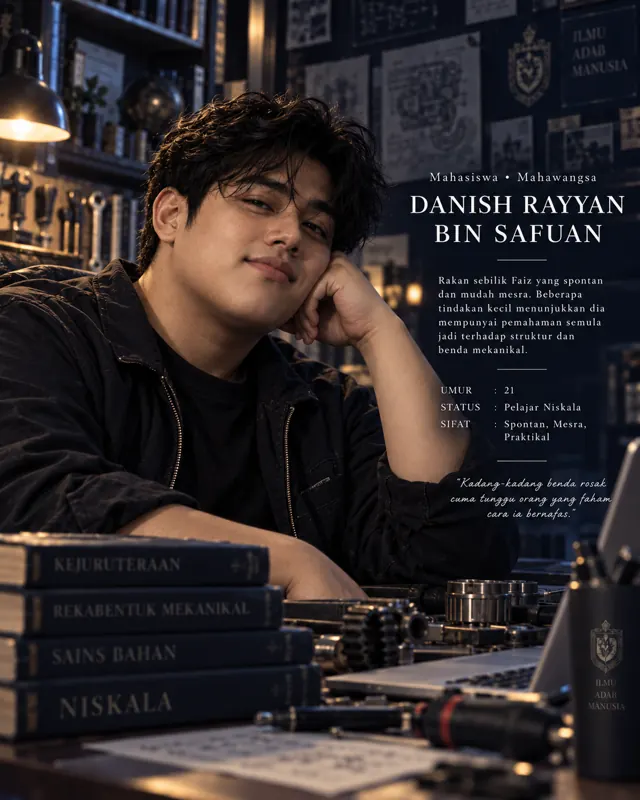 ILMU
ADAB
MANUSIA
Mahasiswa • Mahawangsa
DANISH RAYYAN
BIN SAFUAN
Rakan sebilik Faiz yang spontan
dan mudah mesra. Beberapa
tindakan kecil menunjukkan dia
mempunyai pemahaman semula
jadi terhadap struktur dan
benda mekanikal.
UMUR : 21
STATUS : Pelajar Niskala
SIFAT : Spontan, Mesra,
Praktikal
"Kadang-kadang benda rosak
cuma tunggu orang yang faham
cara ia bernafas."
KEJURUTERAAN
REKABENTUK MEKANIKAL
SAINS BAHAN
NISKALA
ILMU
ADAB
MANUSIA